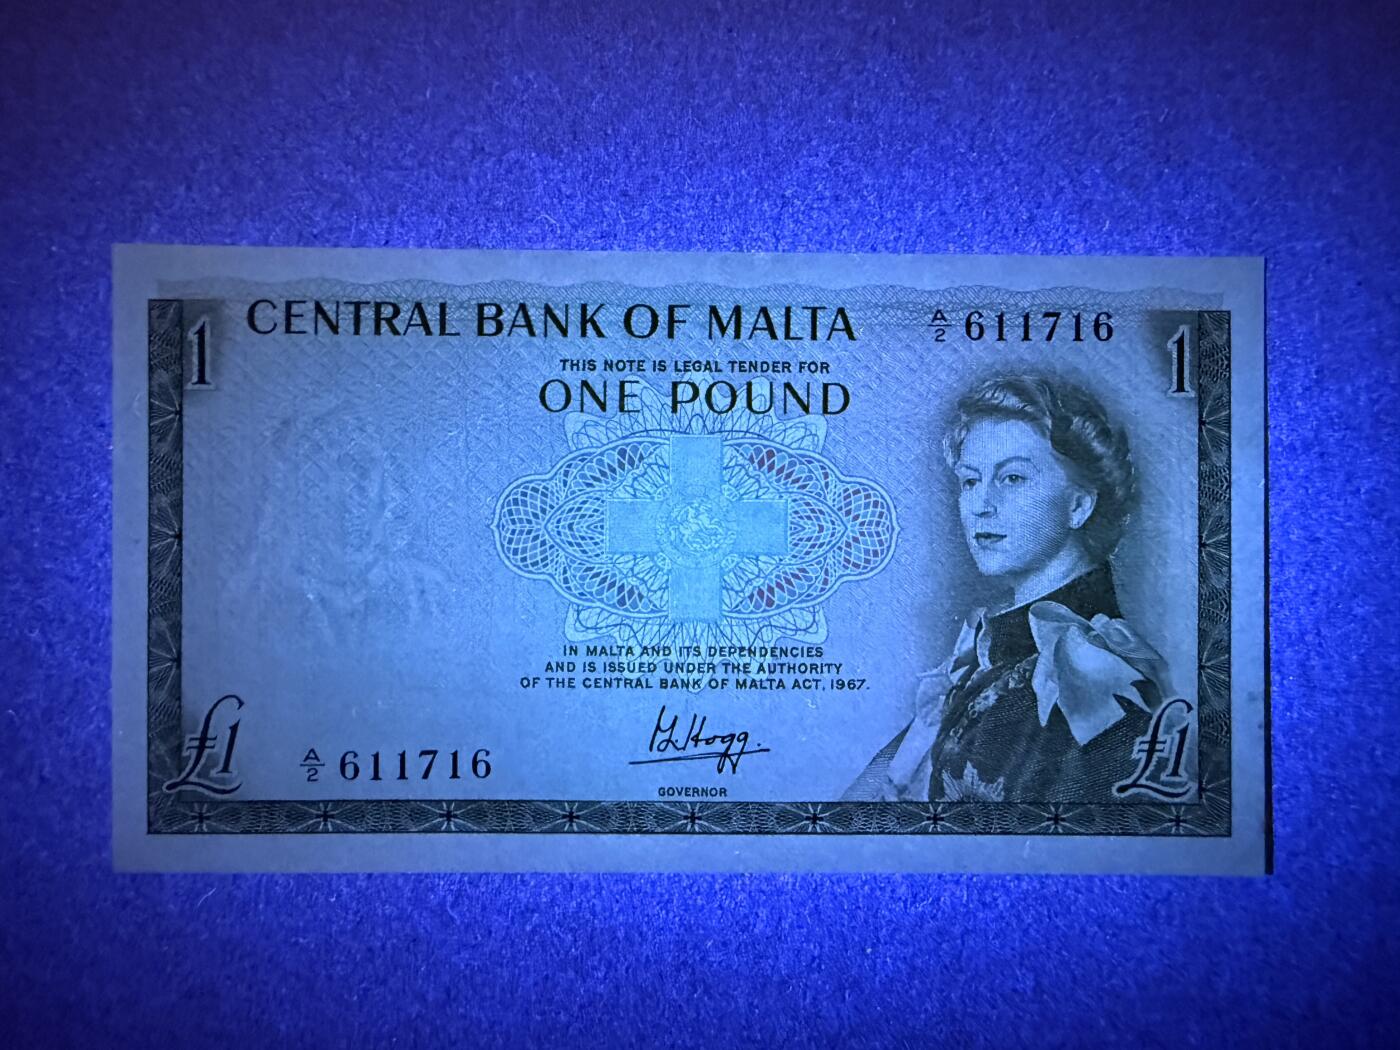 CENTRAL BANK OF MALTA
A/2 611716
1
1
THIS NOTE IS LEGAL TENDER FOR
ONE POUND
IN MALTA AND ITS DEPENDENCIES
AND IS ISSUED UNDER THE AUTHORITY
OF THE CENTRAL BANK OF MALTA ACT, 1967.
£1
A/2 611716
Hogg.
GOVERNOR
£1